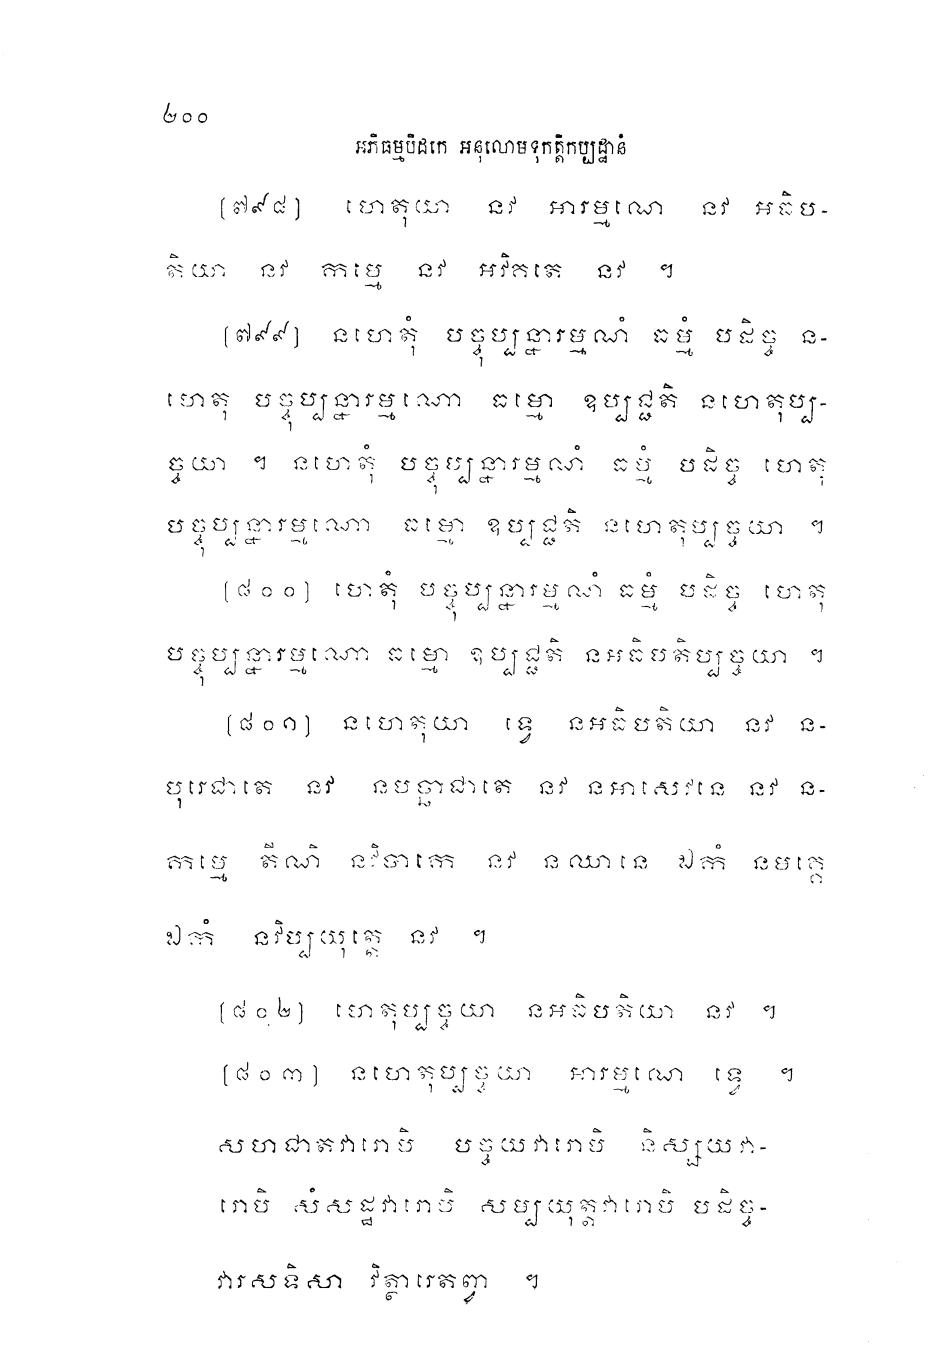 ២០០
អភិធម្មបិដកេ អនុលោមទុកត្តិកប្បដ្ឋានំ
[៧៩៨] ហេតុយា នវ អារម្មណេ នវ អធិប-
តិយា នវ កម្មេ នវ អវិគតេ នវ ។
[៧៩៩] នហេតុំ បច្ចុប្បន្នារម្មណំ ធម្មំ បដិច្ច ន-
ហេតុ បច្ចុប្បន្នារម្មណោ ធម្មោ ឧប្បជ្ជតិ នហេតុប្ប-
ច្ចយា ។ នហេតុំ បច្ចុប្បន្នារម្មណំ ធម្មំ បដិច្ច ហេតុ
បច្ចុប្បន្នារម្មណោ ធម្មោ ឧប្បជ្ជតិ នហេតុប្បច្ចយា ។
[៨០០] ហេតុំ បច្ចុប្បន្នារម្មណំ ធម្មំ បដិច្ច ហេតុ
បច្ចុប្បន្នារម្មណោ ធម្មោ ឧប្បជ្ជតិ នអធិបតិប្បច្ចយា ។
[៨០១] នហេតុយា ទ្វេ នអធិបតិយា នវ ន-
បុរេជាតេ នវ នបច្ឆាជាតេ នវ នអាសេវនេ នវ ន-
កម្មេ តីណិ នវិបាកេ នវ នឈានេ ឯកំ នមគ្គេ
ឯកំ នវិប្បយុត្តេ នវ ។
[៨០២] ហេតុប្បច្ចយា នអធិបតិយា នវ ។
[៨០៣] នហេតុប្បច្ចយា អារម្មណេ ទ្វេ ។
សហជាតវារោបិ បច្ចយវារោបិ និស្សយវា-
រោបិ សំសដ្ឋវារោបិ សម្បយុត្តវារោបិ បដិច្ច-
វារសទិសា វិត្ថារេតព្វា ។